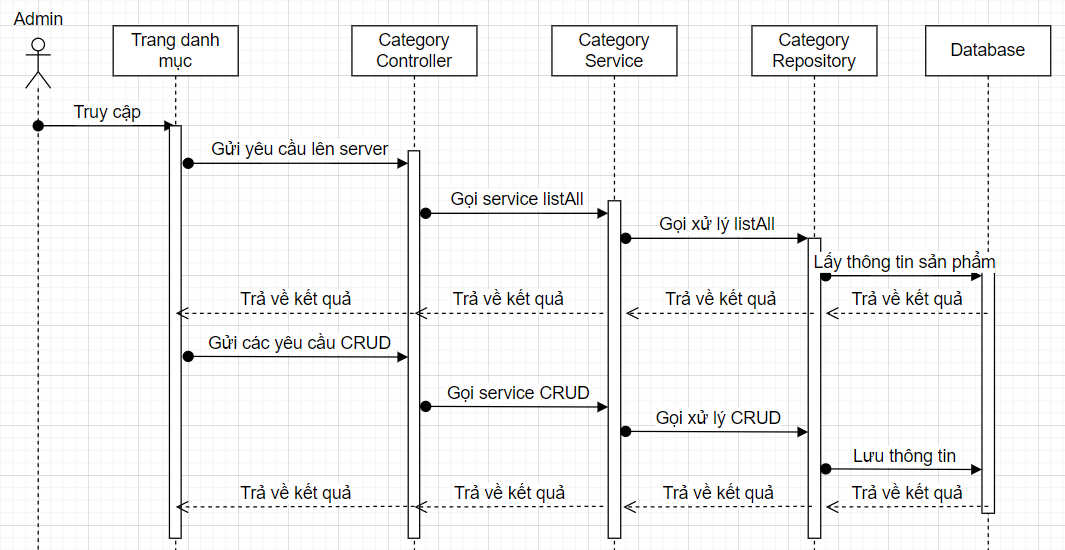 Admin
Trang danh
mục
Category
Controller
Category
Service
Category
Repository
Database
Truy cập
Gửi yêu cầu lên server
Gọi service listAll
Gọi xử lý listAll
Lấy thông tin sản phẩm
Trả về kết quả
Trả về kết quả
Trả về kết quả
Trả về kết quả
Gửi các yêu cầu CRUD
Gọi service CRUD
Gọi xử lý CRUD
Lưu thông tin
Trả về kết quả
Trả về kết quả
Trả về kết quả
Trả về kết quả